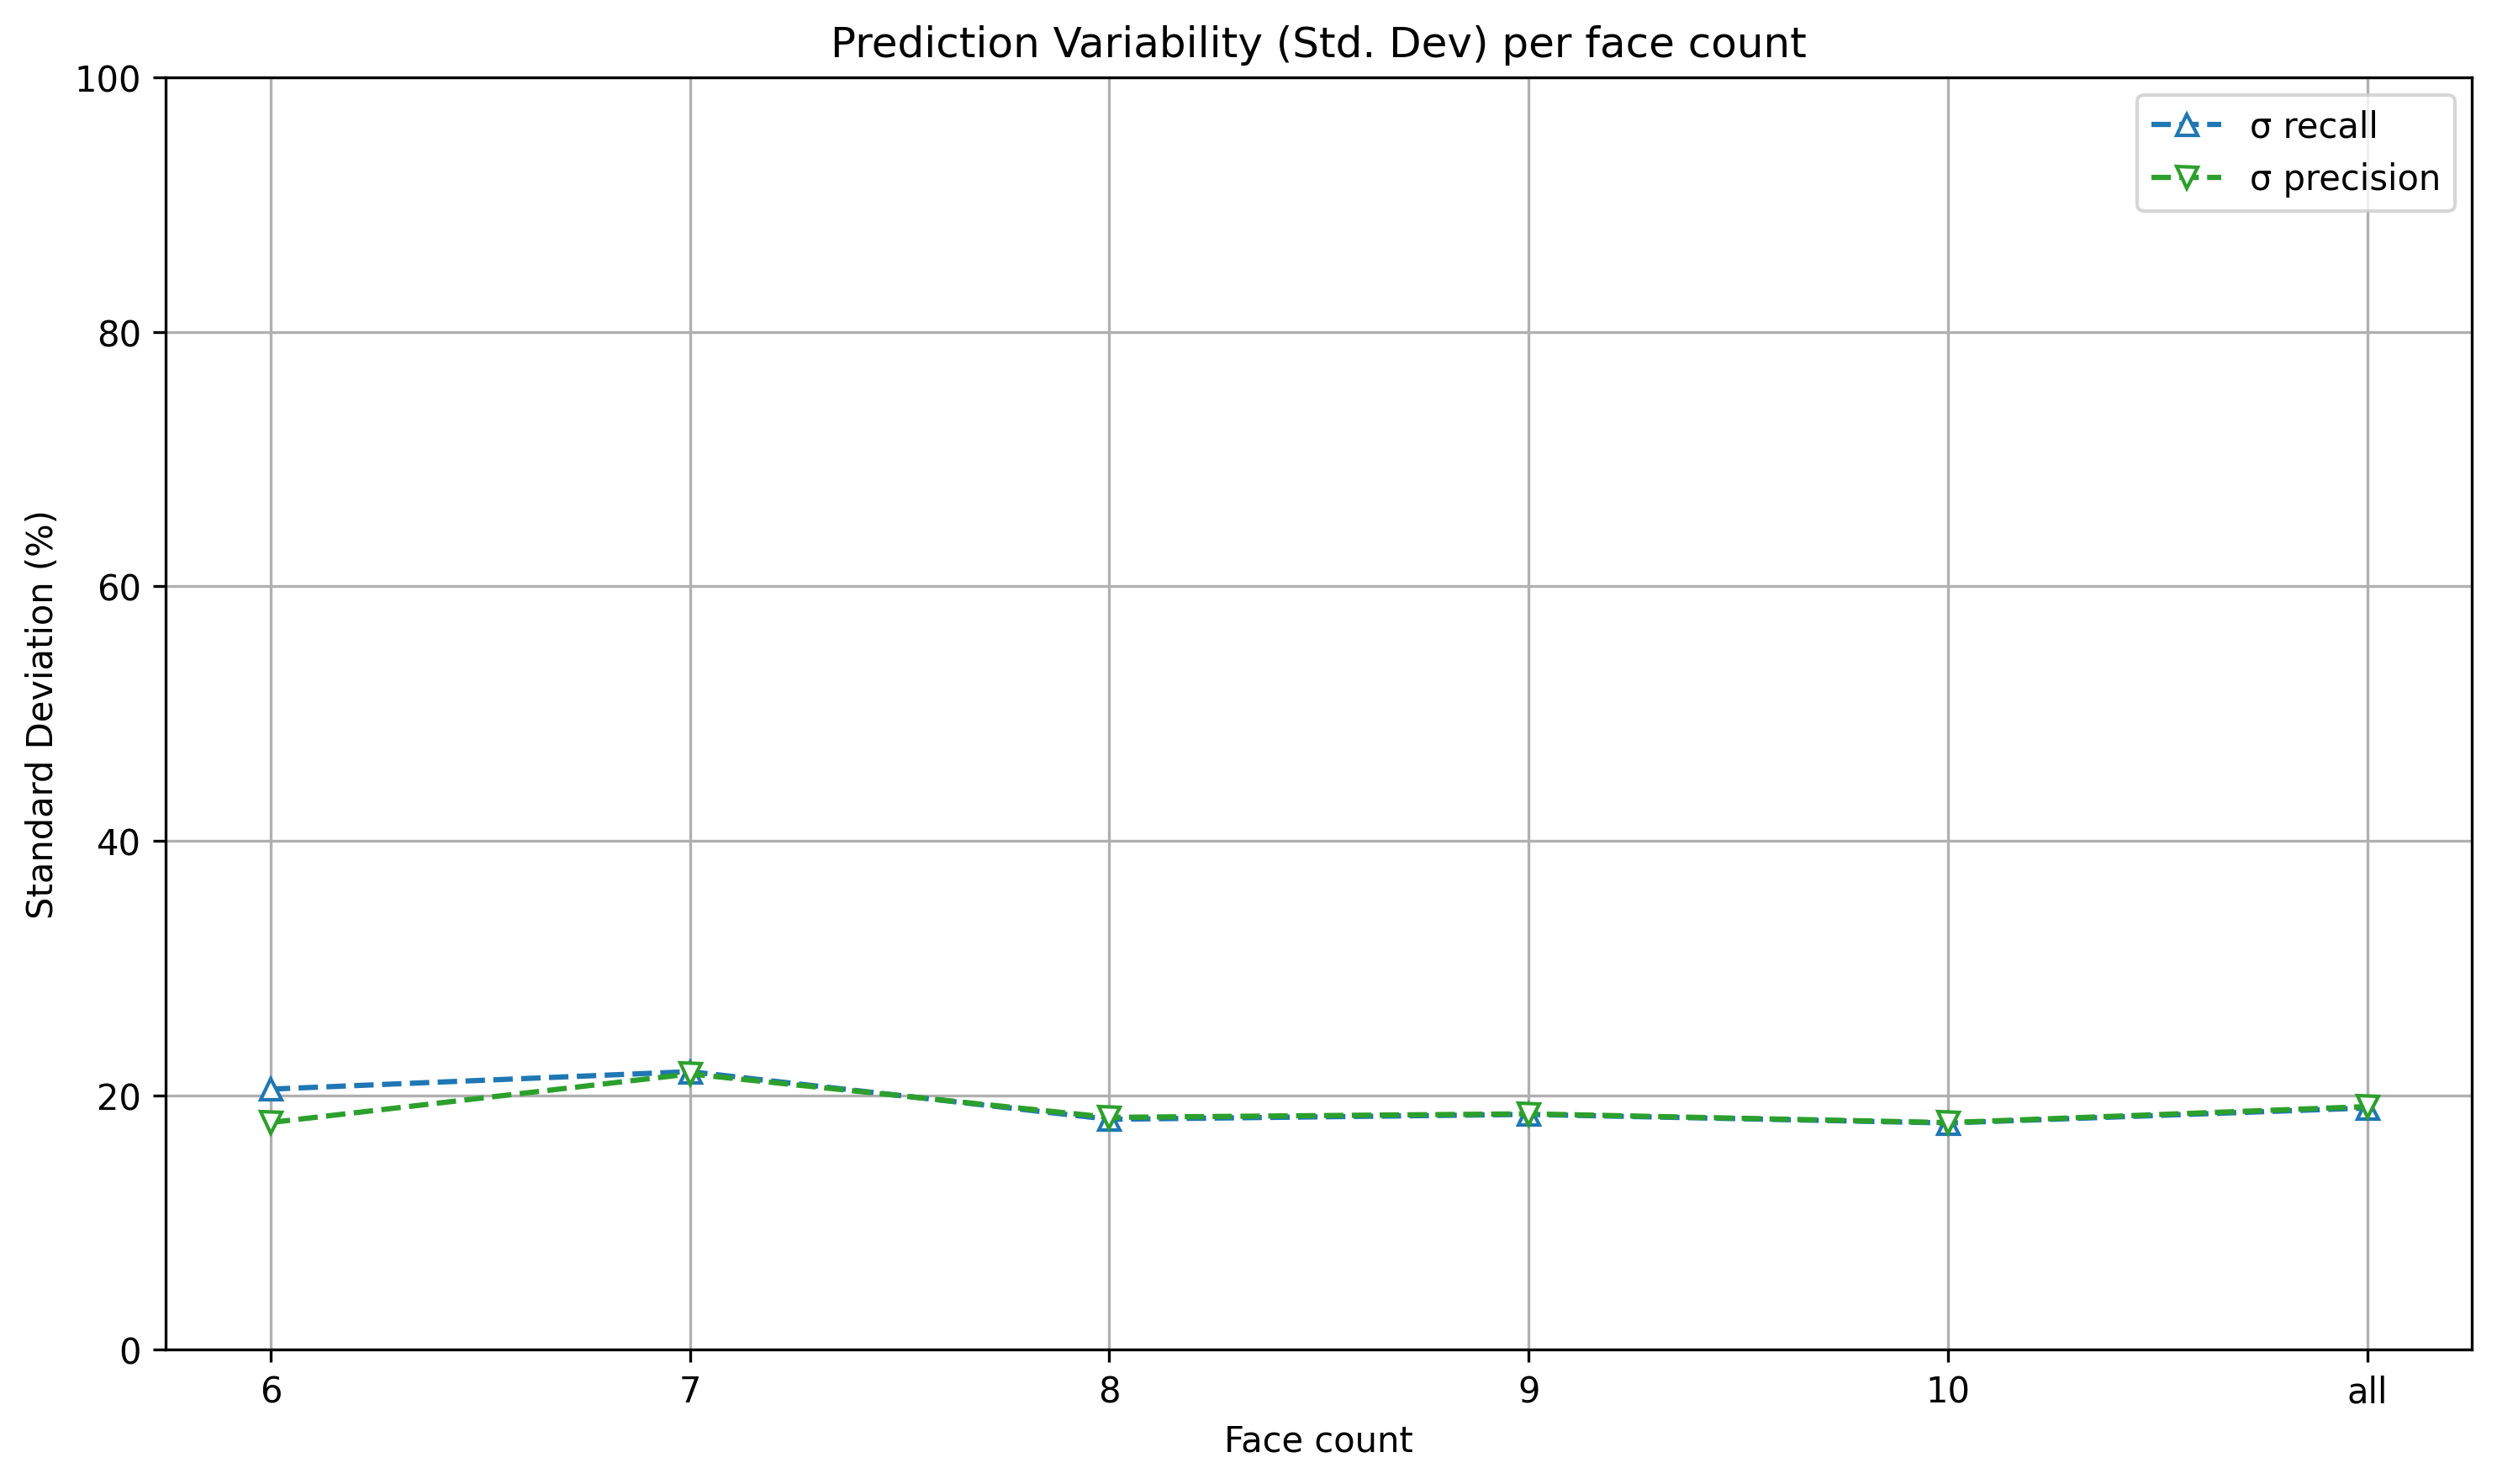 Prediction Variability (Std. Dev) per face count
100
80
60
40
20
0
Standard Deviation (%)
σ recall
σ precision
6 7 8 9 10 all
Face count